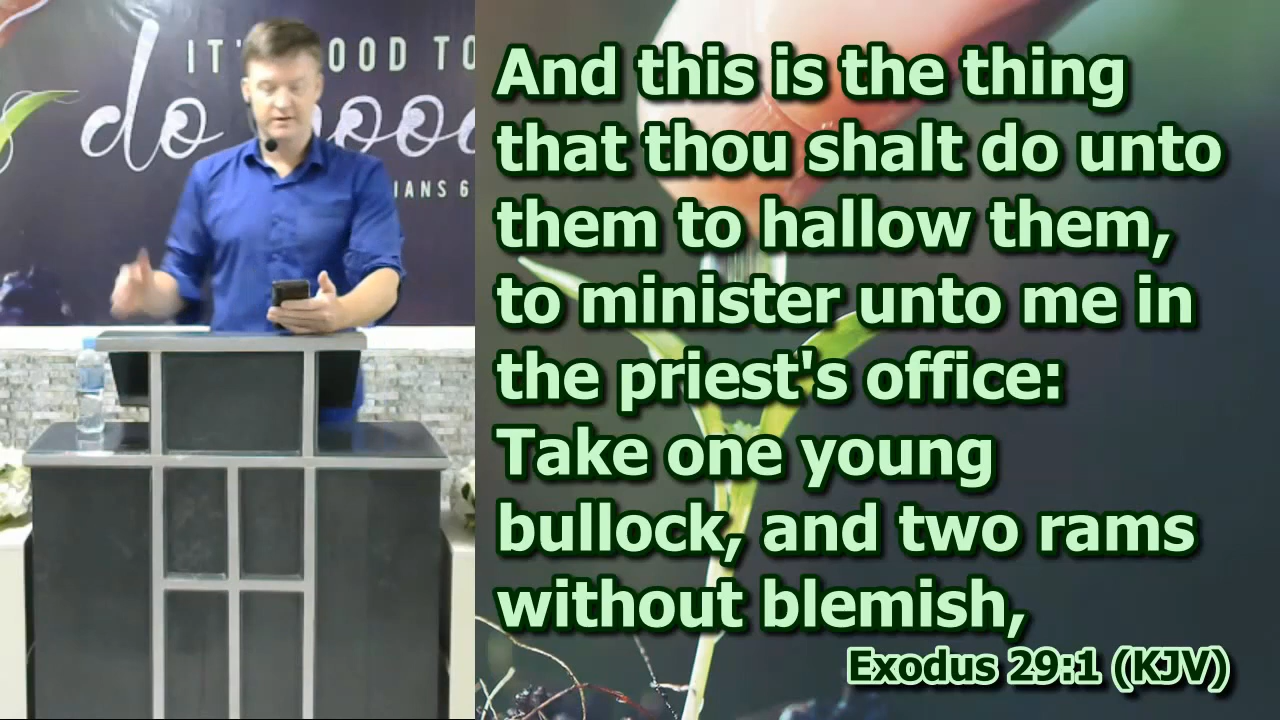 IT' OOD TO
do ooo
IANS 6
And this is the thing
that thou shalt do unto
them to hallow them,
to minister unto me in
the priest's office:
Take one young
bullock, and two rams
without blemish,
Exodus 29:1 (KJV)